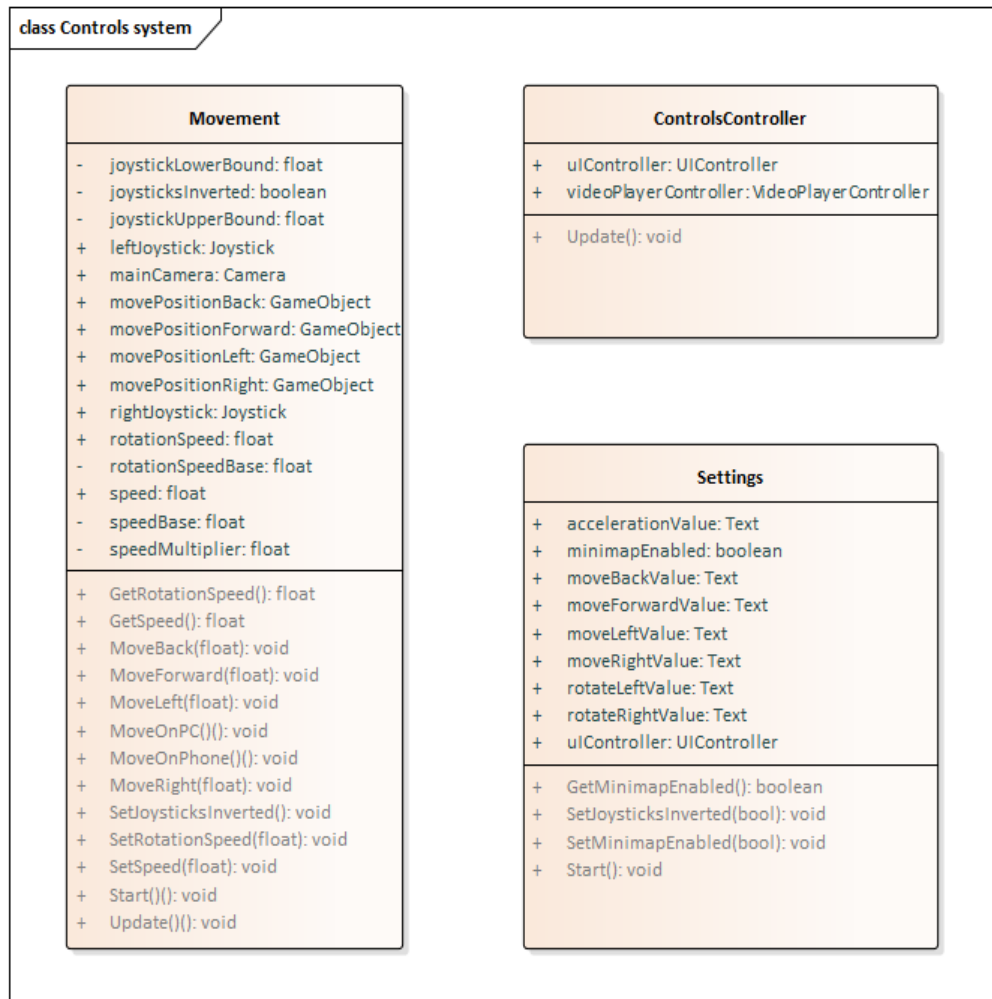 class Controls system
Movement
- joystickLowerBound: float
- joysticksInverted: boolean
- joystickUpperBound: float
+ leftJoystick: Joystick
+ mainCamera: Camera
+ movePositionBack: GameObject
+ movePositionForward: GameObject
+ movePositionLeft: GameObject
+ movePositionRight: GameObject
+ rightJoystick: Joystick
+ rotationSpeed: float
- rotationSpeedBase: float
+ speed: float
- speedBase: float
- speedMultiplier: float
+ GetRotationSpeed(): float
+ GetSpeed(): float
+ MoveBack(float): void
+ MoveForward(float): void
+ MoveLeft(float): void
+ MoveOnPC()(): void
+ MoveOnPhone()(): void
+ MoveRight(float): void
+ SetJoysticksInverted(): void
+ SetRotationSpeed(float): void
+ SetSpeed(float): void
+ Start()(): void
+ Update()(): void
ControlsController
+ uIController: UIController
+ videoPlayerController: VideoPlayerController
+ Update(): void
Settings
+ accelerationValue: Text
+ minimapEnabled: boolean
+ moveBackValue: Text
+ moveForwardValue: Text
+ moveLeftValue: Text
+ moveRightValue: Text
+ rotateLeftValue: Text
+ rotateRightValue: Text
+ uIController: UIController
+ GetMinimapEnabled(): boolean
+ SetJoysticksInverted(bool): void
+ SetMinimapEnabled(bool): void
+ Start(): void